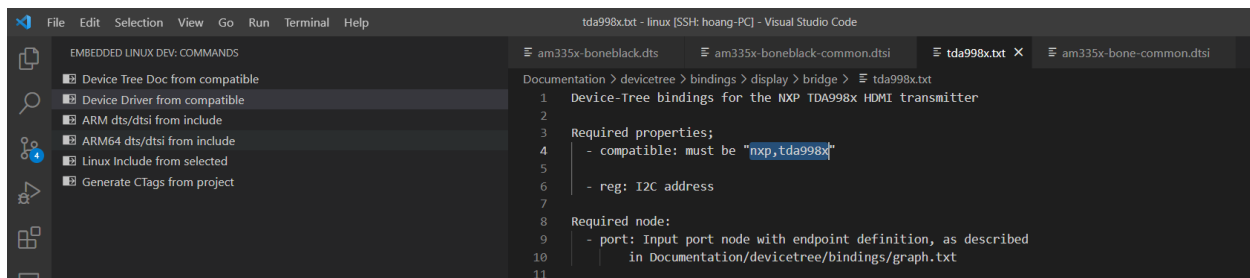 File Edit Selection View Go Run Terminal Help
tda998x.txt - linux [SSH: hoang-PC] - Visual Studio Code
EMBEDDED LINUX DEV: COMMANDS
Device Tree Doc from compatible
Device Driver from compatible
ARM dts/dtsi from include
ARM64 dts/dtsi from include
Linux Include from selected
Generate CTags from project
4
am335x-boneblack.dts am335x-boneblack-common.dtsi tda998x.txt am335x-bone-common.dtsi
Documentation > devicetree > bindings > display > bridge > tda998x.txt
1 Device-Tree bindings for the NXP TDA998x HDMI transmitter
2
3 Required properties;
4 - compatible: must be "nxp,tda998x"
5
6 - reg: I2C address
7
8 Required node:
9 - port: Input port node with endpoint definition, as described
10 in Documentation/devicetree/bindings/graph.txt
11